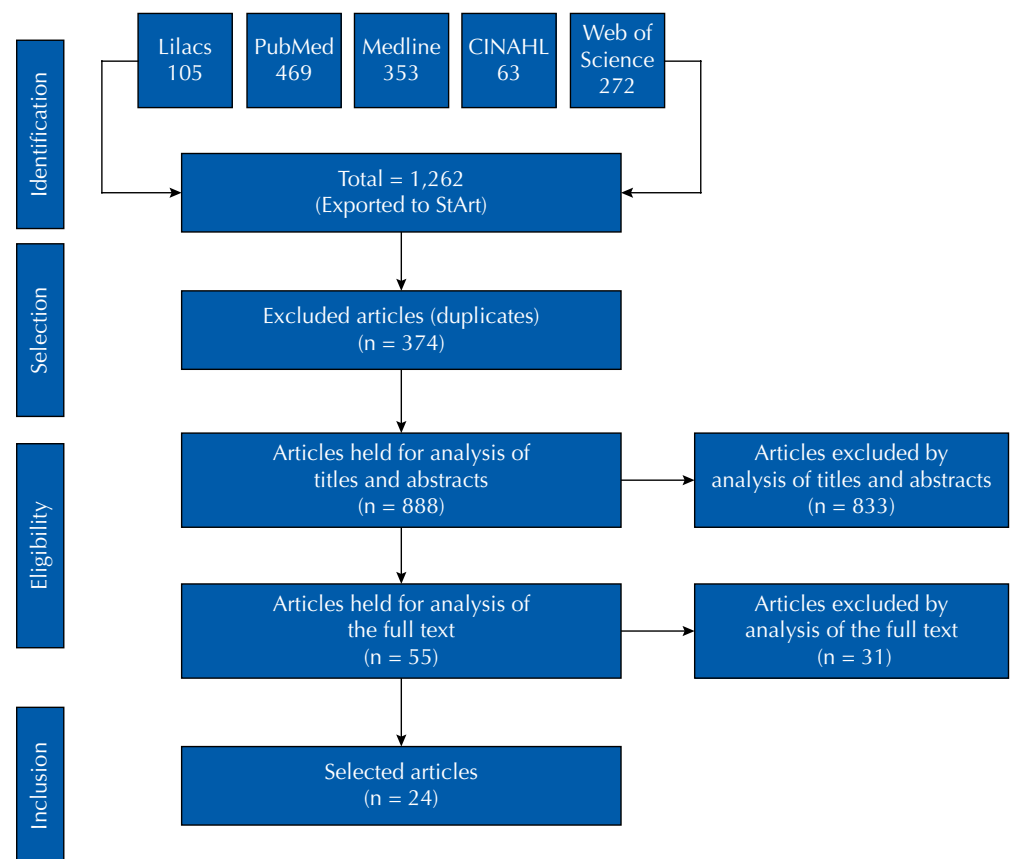 Identification
Lilacs
105
PubMed
469
Medline
353
CINAHL
63
Web of
Science
272
Total = 1,262
(Exported to StArt)
Selection
Excluded articles (duplicates)
(n = 374)
Eligibility
Articles held for analysis of
titles and abstracts
(n = 888)
Articles excluded by
analysis of titles and abstracts
(n = 833)
Articles held for analysis of
the full text
(n = 55)
Articles excluded by
analysis of the full text
(n = 31)
Inclusion
Selected articles
(n = 24)